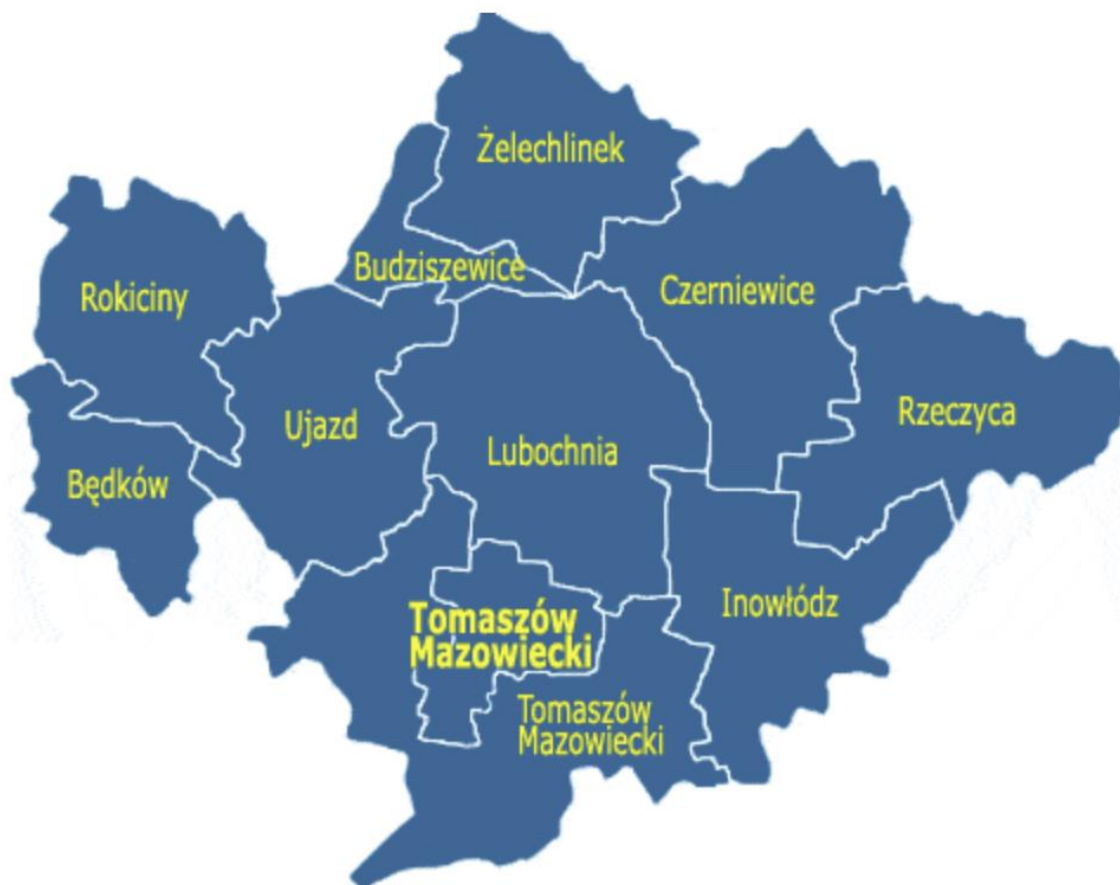 Żelechlinek
Budziszewice
Rokiciny
Czerniewice
Ujazd
Rzeczyca
Lubochnia
Będków
Inowłódz
Tomaszów
Mazowiecki
Tomaszów
Mazowiecki